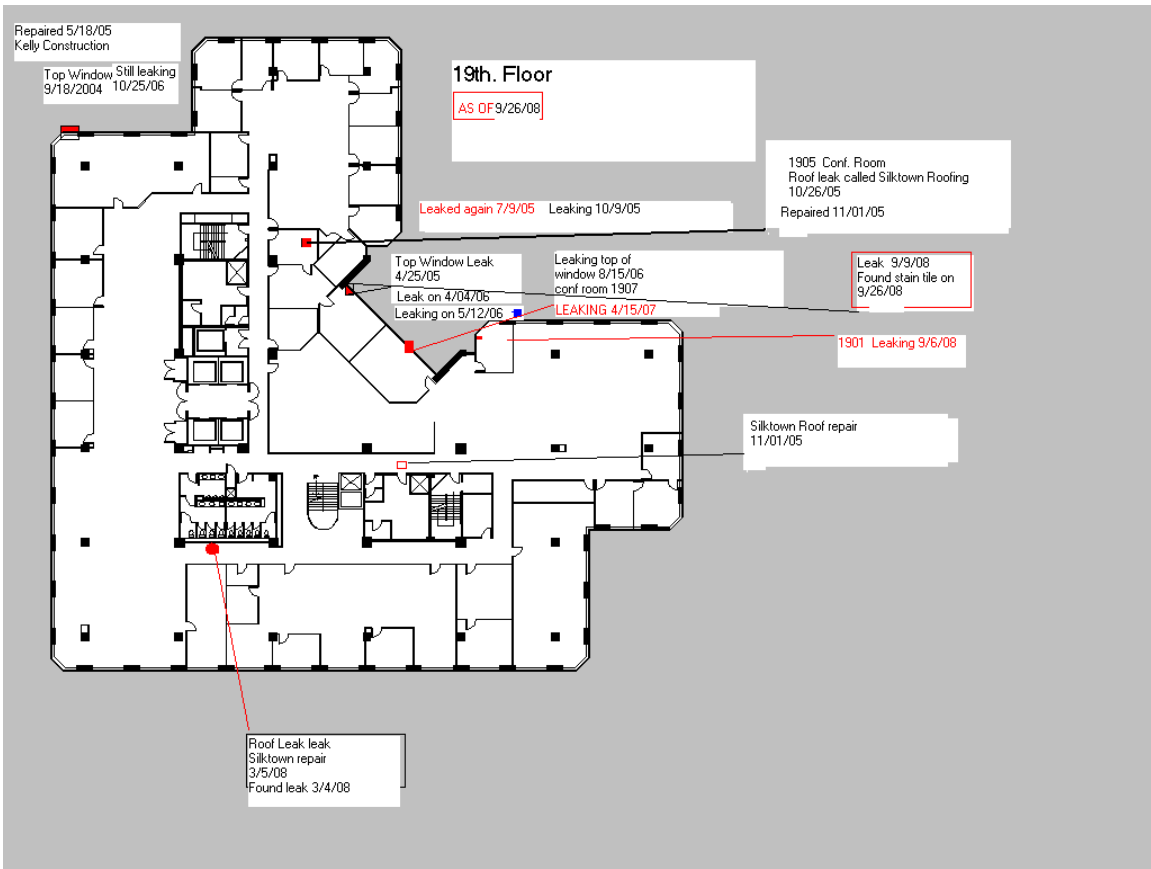 Repaired 5/18/05
Kelly Construction
Top Window
9/18/2004
Still leaking
10/25/06
19th. Floor
AS OF 9/26/08
1905 Conf. Room
Roof leak called Silktown Roofing
10/26/05
Repaired 11/01/05
Leaked again 7/9/05 Leaking 10/9/05
Top Window Leak
4/25/05
Leak on 4/04/06
Leaking on 5/12/06
Leaking top of
window 8/15/06
conf room 1907
LEAKING 4/15/07
Leak 9/9/08
Found stain tile on
9/26/08
1901 Leaking 9/6/08
Silktown Roof repair
11/01/05
Roof Leak leak
Silktown repair
3/5/08
Found leak 3/4/08